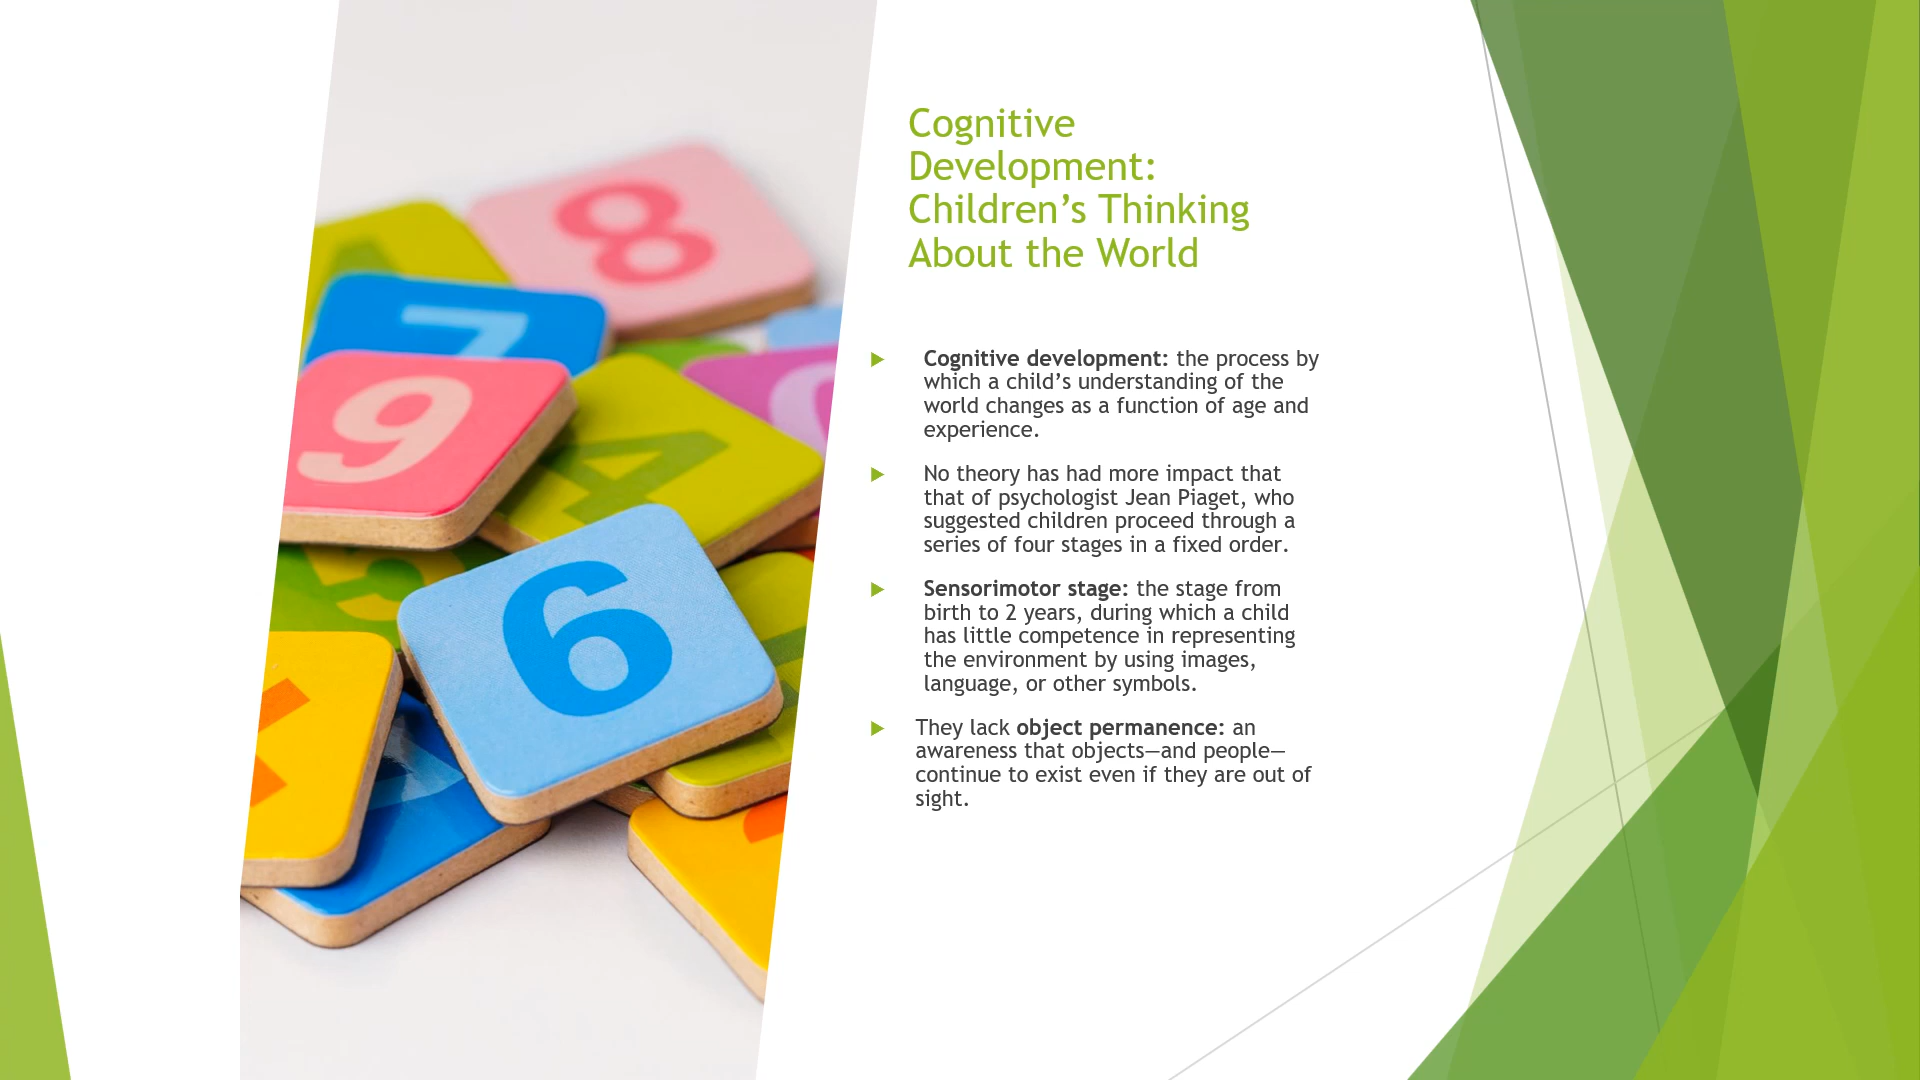 Cognitive
Development:
Children’s Thinking
About the World
Cognitive development: the process by
which a child’s understanding of the
world changes as a function of age and
experience.
No theory has had more impact that
that of psychologist Jean Piaget, who
suggested children proceed through a
series of four stages in a fixed order.
Sensorimotor stage: the stage from
birth to 2 years, during which a child
has little competence in representing
the environment by using images,
language, or other symbols.
They lack object permanence: an
awareness that objects—and people—
continue to exist even if they are out of
sight.
8
7
9
4
6